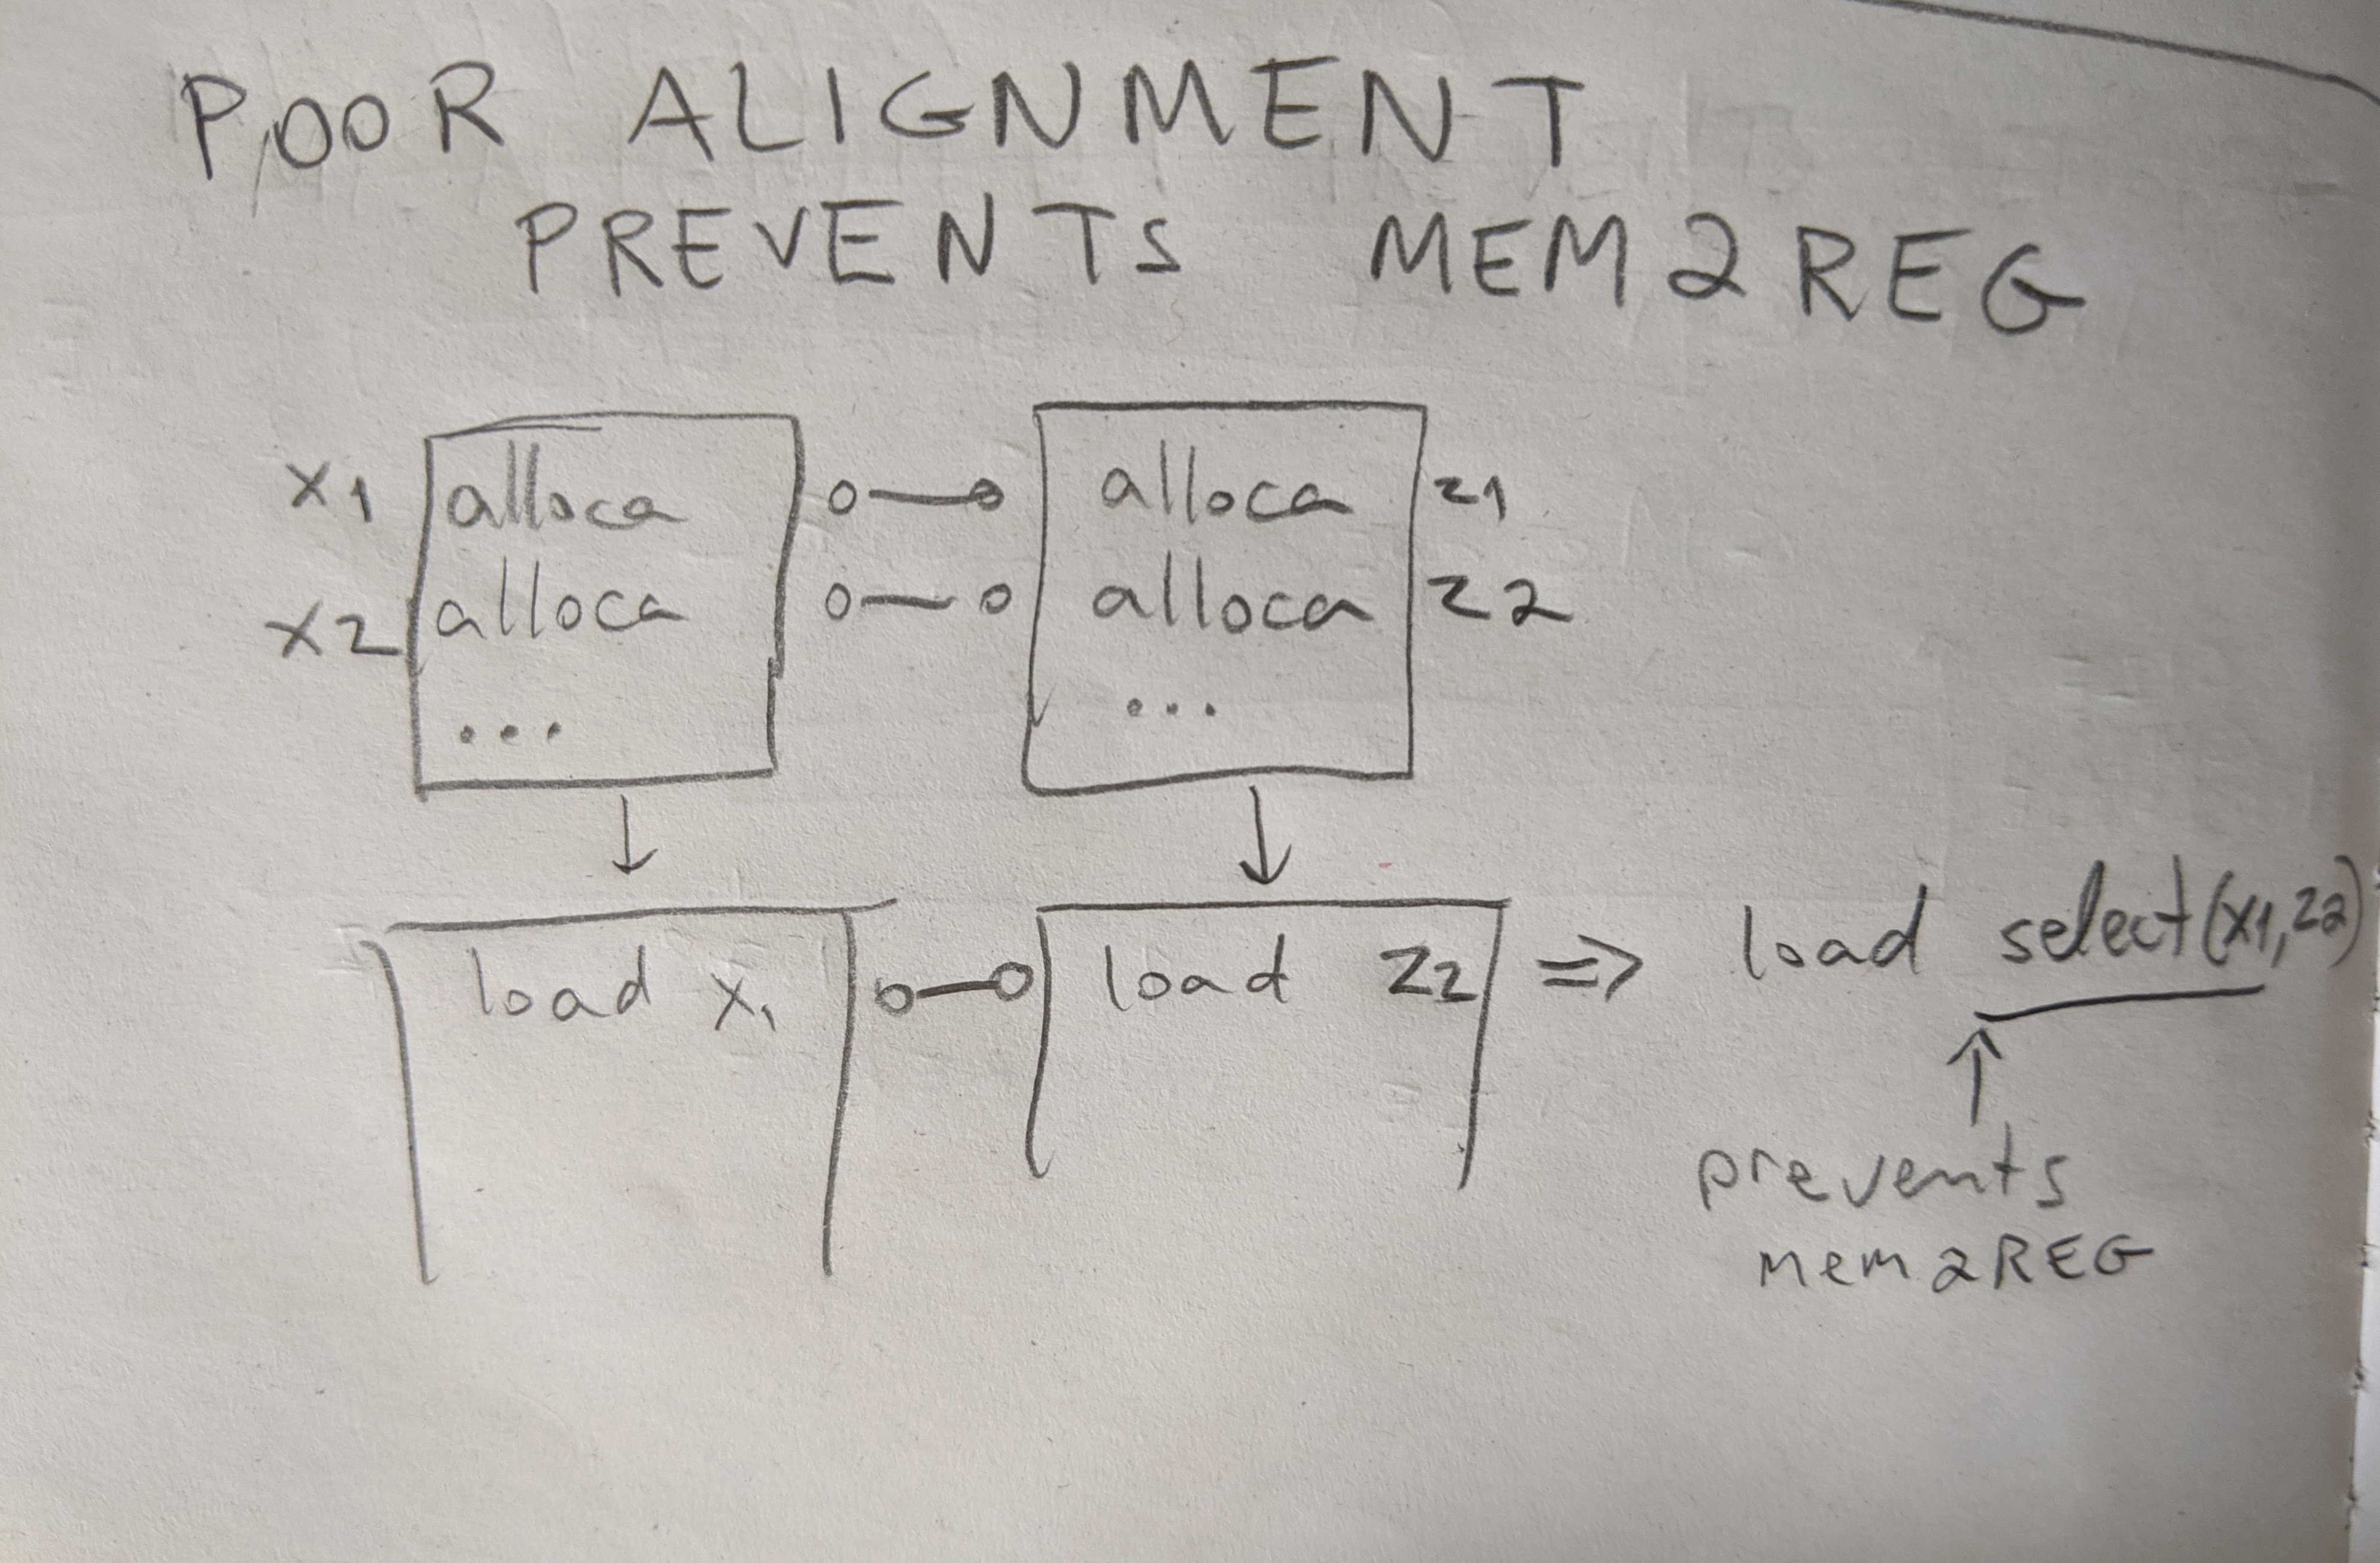 POOR ALIGNMENT
PREVENTS MEM2REG
x1 alloca alloca z1
x2 alloca alloca z2
... ...
load x1 load z2 => load select(x1,z2)
prevents
mem2REG